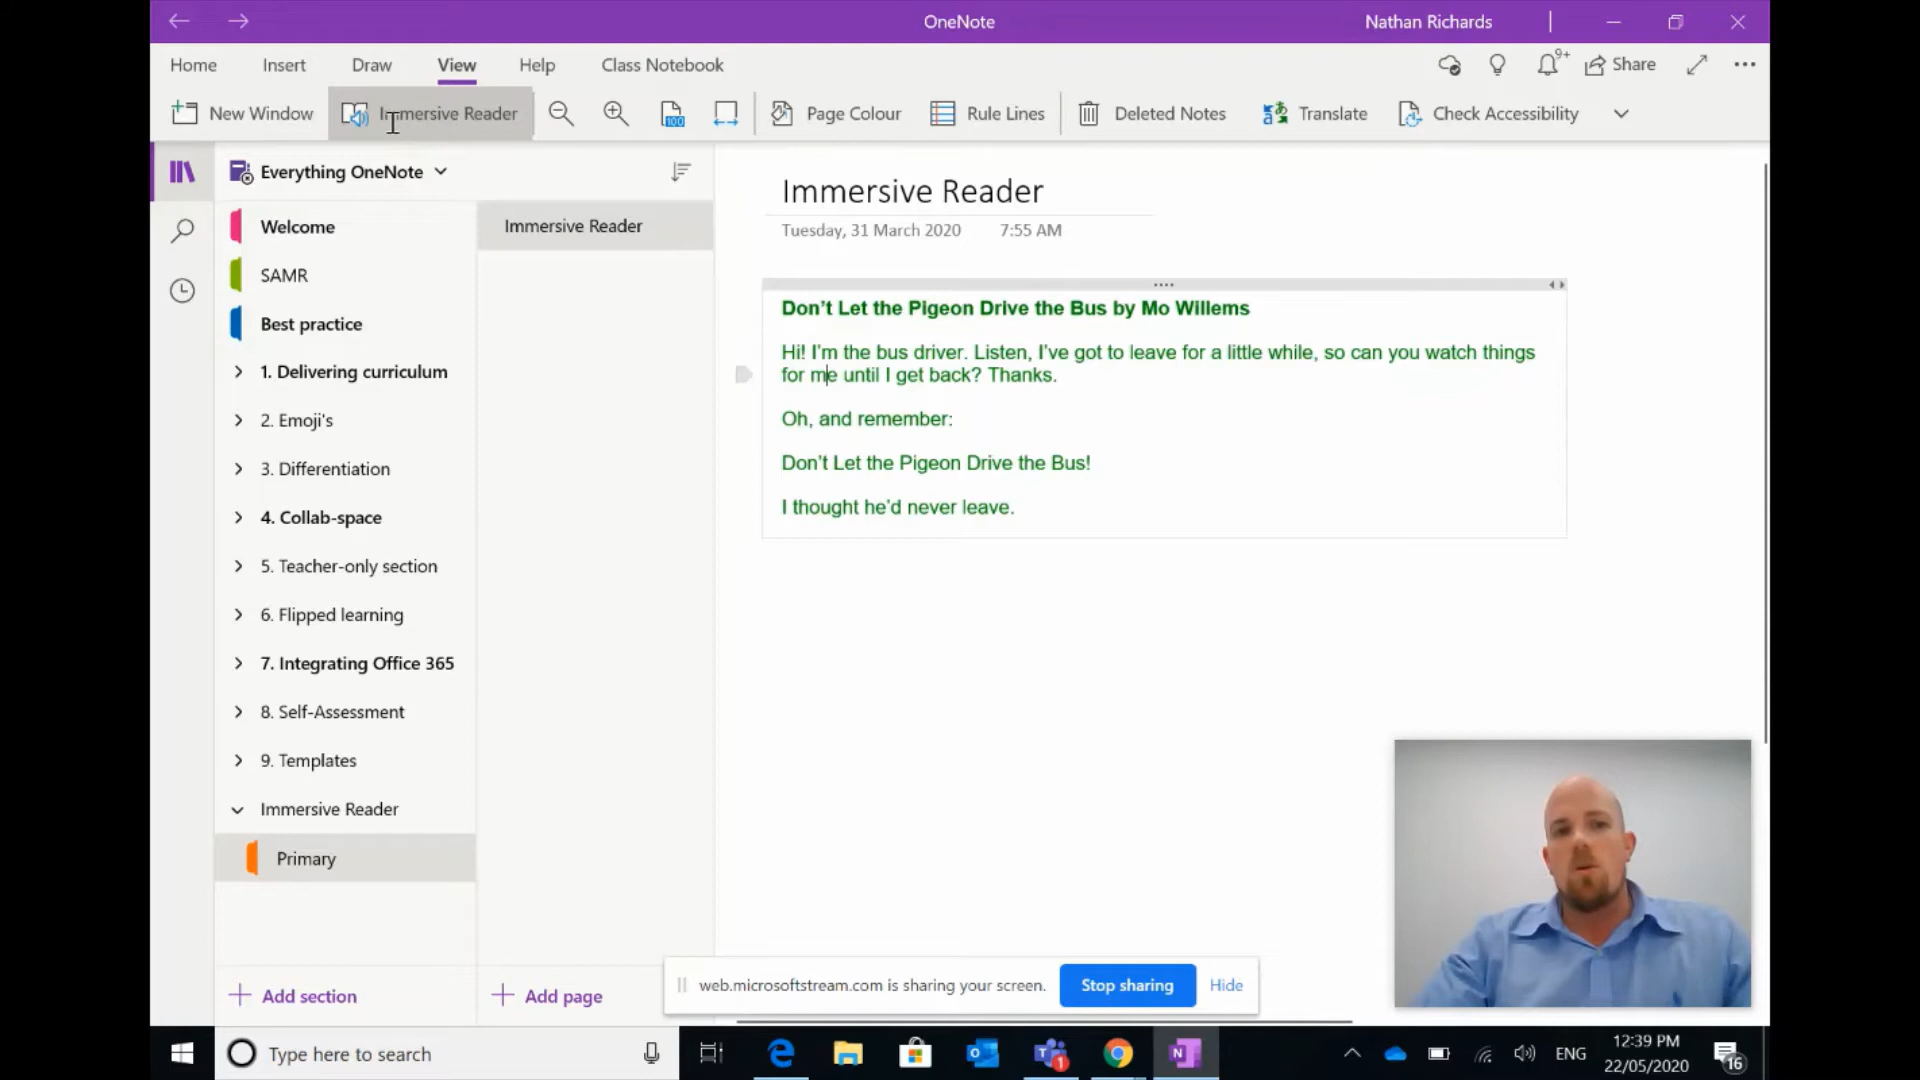 OneNote
Nathan Richards
Home Insert Draw View Help Class Notebook
9+
Share
New Window Immersive Reader Page Colour Rule Lines Deleted Notes Translate Check Accessibility
100
Everything OneNote
Welcome
SAMR
Best practice
1. Delivering curriculum
2. Emoji's
3. Differentiation
4. Collab-space
5. Teacher-only section
6. Flipped learning
7. Integrating Office 365
8. Self-Assessment
9. Templates
Immersive Reader
Primary
Add section
Immersive Reader
Add page
Immersive Reader
Tuesday, 31 March 2020 7:55 AM
Don’t Let the Pigeon Drive the Bus by Mo Willems
Hi! I’m the bus driver. Listen, I’ve got to leave for a little while, so can you watch things
for me until I get back? Thanks.
Oh, and remember:
Don’t Let the Pigeon Drive the Bus!
I thought he’d never leave.
web.microsoftstream.com is sharing your screen. Stop sharing Hide
Type here to search
1
ENG
12:39 PM
22/05/2020
16